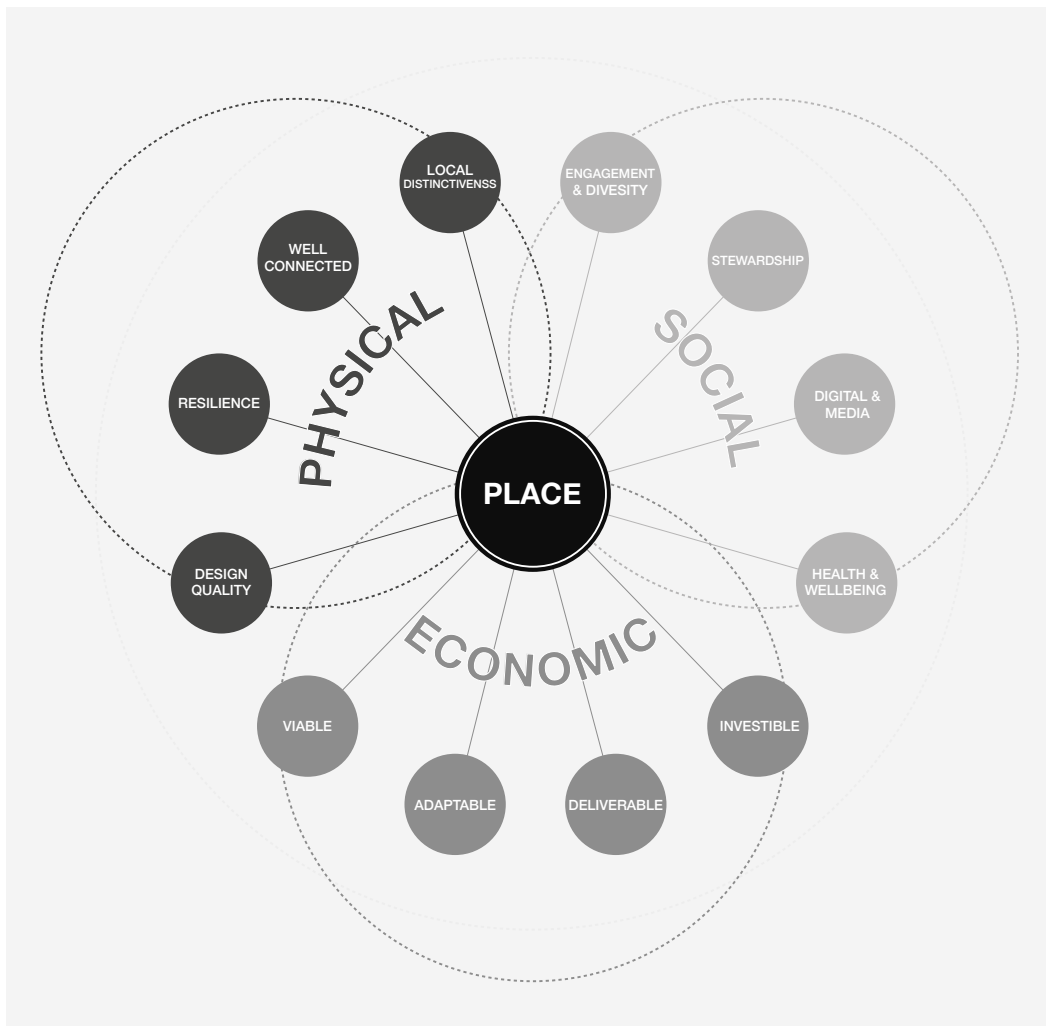 LOCAL
DISTINCTIVENSS
ENGAGEMENT
& DIVESITY
WELL
CONNECTED
STEWARDSHIP
PHYSICAL
SOCIAL
RESILIENCE
DIGITAL &
MEDIA
PLACE
DESIGN
QUALITY
HEALTH &
WELLBEING
ECONOMIC
VIABLE
INVESTIBLE
ADAPTABLE
DELIVERABLE